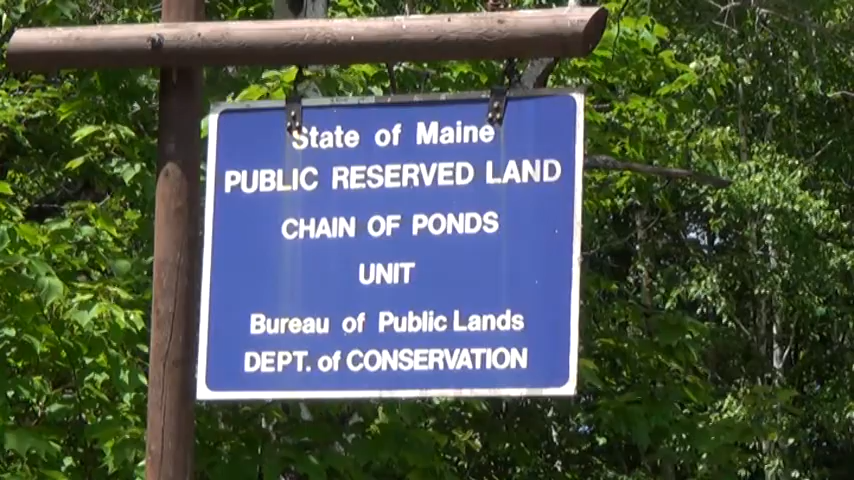 State of Maine
PUBLIC RESERVED LAND
CHAIN OF PONDS
UNIT
Bureau of Public Lands
DEPT. of CONSERVATION